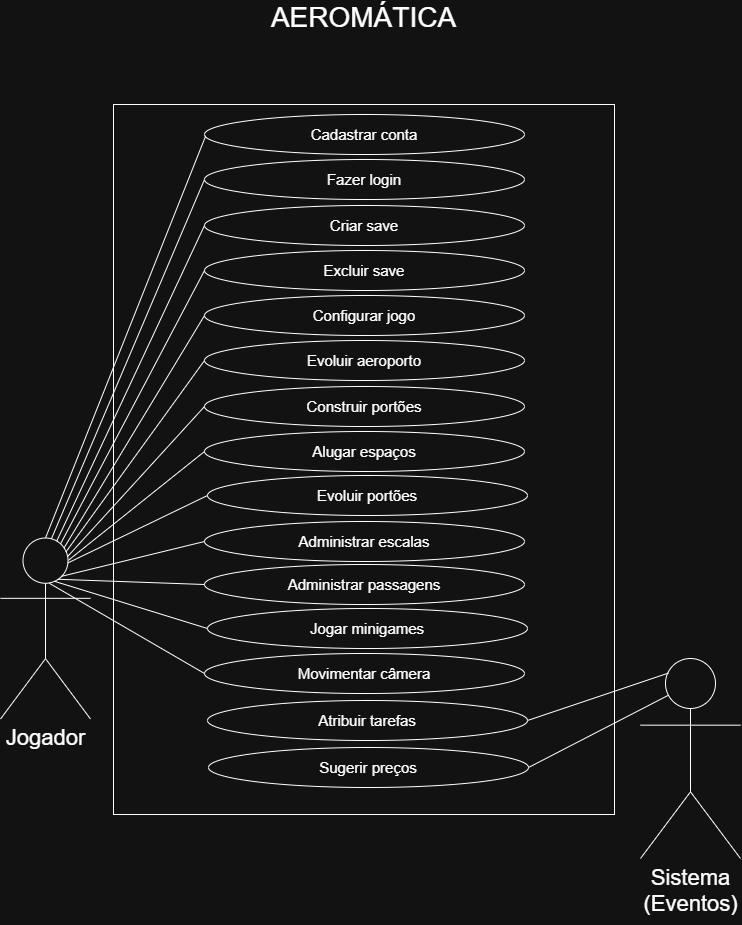 AEROMÁTICA
Cadastrar conta
Fazer login
Criar save
Excluir save
Configurar jogo
Evoluir aeroporto
Construir portões
Alugar espaços
Evoluir portões
Administrar escalas
Administrar passagens
Jogar minigames
Movimentar câmera
Atribuir tarefas
Sugerir preços
Jogador
Sistema
(Eventos)